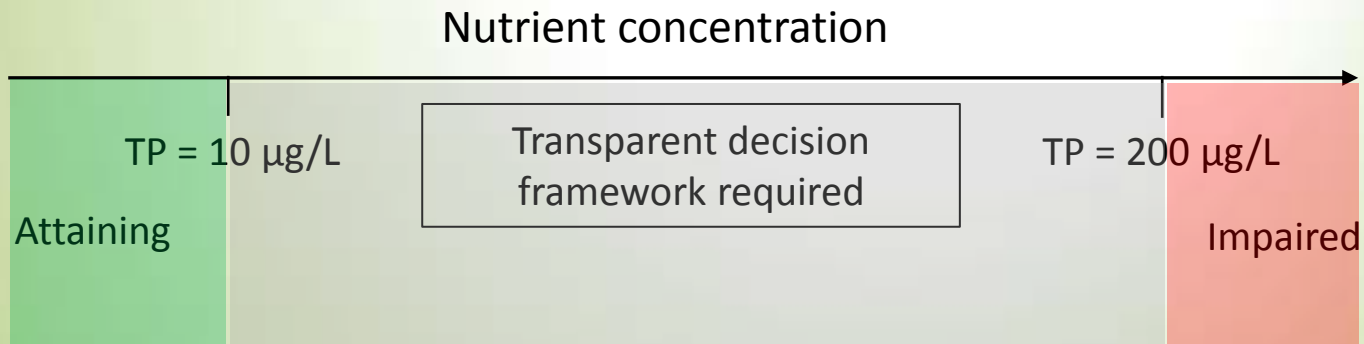 Nutrient concentration
TP = 10 µg/L
Transparent decision
framework required
TP = 200 µg/L
Attaining
Impaired